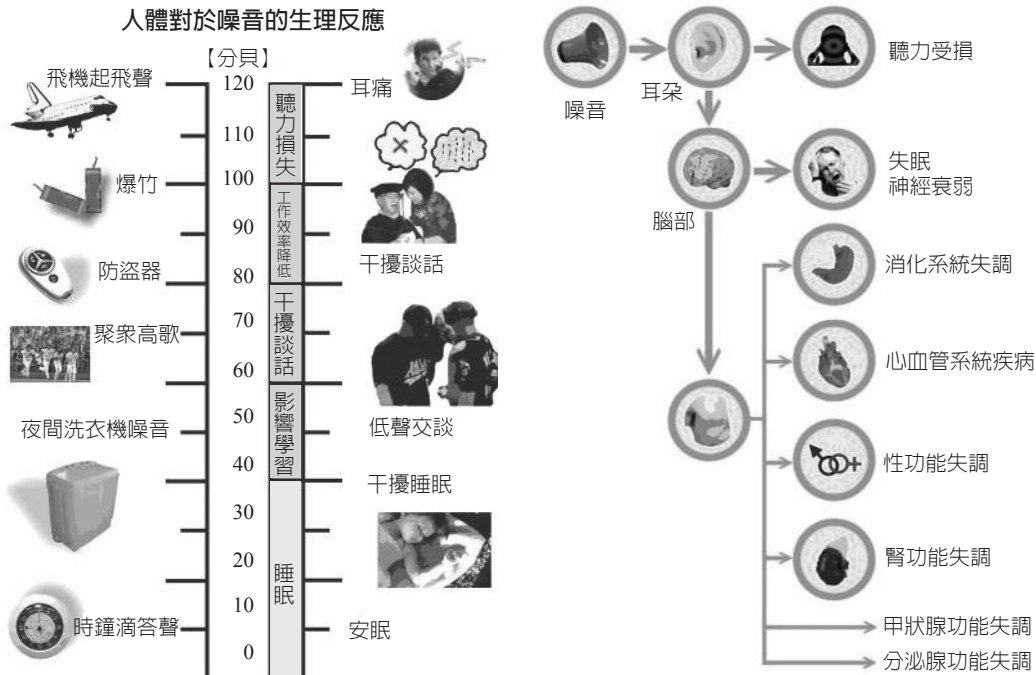 人體對於噪音的生理反應
【分貝】
飛機起飛聲
爆竹
防盜器
聚衆高歌
夜間洗衣機噪音
時鐘滴答聲
120
110
100
90
80
70
60
50
40
30
20
10
0
聽力損失
工作效率降低
干擾談話
影響學習
睡眠
耳痛
干擾談話
低聲交談
干擾睡眠
安眠
噪音
耳朵
聽力受損
腦部
失眠
神經衰弱
消化系統失調
心血管系統疾病
性功能失調
腎功能失調
甲狀腺功能失調
分泌腺功能失調